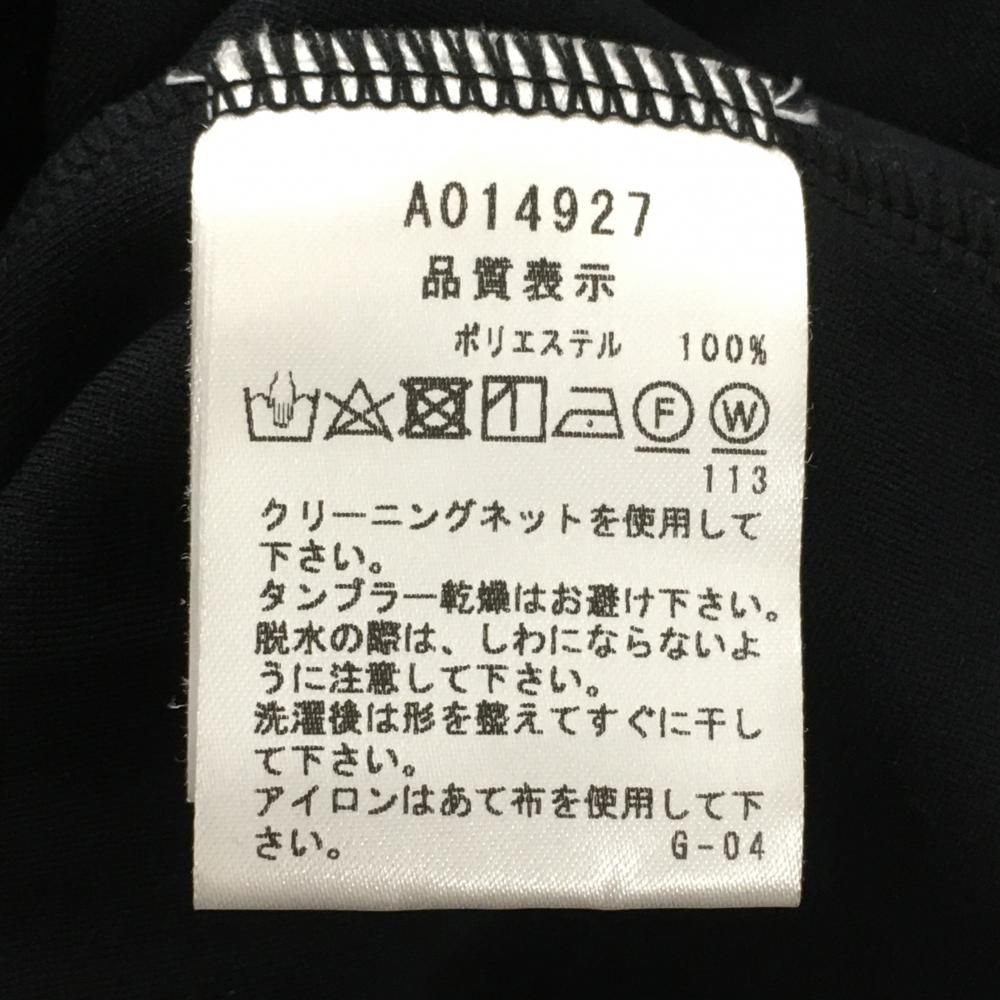 A014927
品質表示
ポリエステル 100%
F W
113
クリーニングネットを使用して
下さい。
タンブラー乾燥はお避け下さい。
脱水の際は、しわにならないよ
うに注意して下さい。
洗濯後は形を整えてすぐに干し
て下さい。
アイロンはあて布を使用して下
さい。 G-04